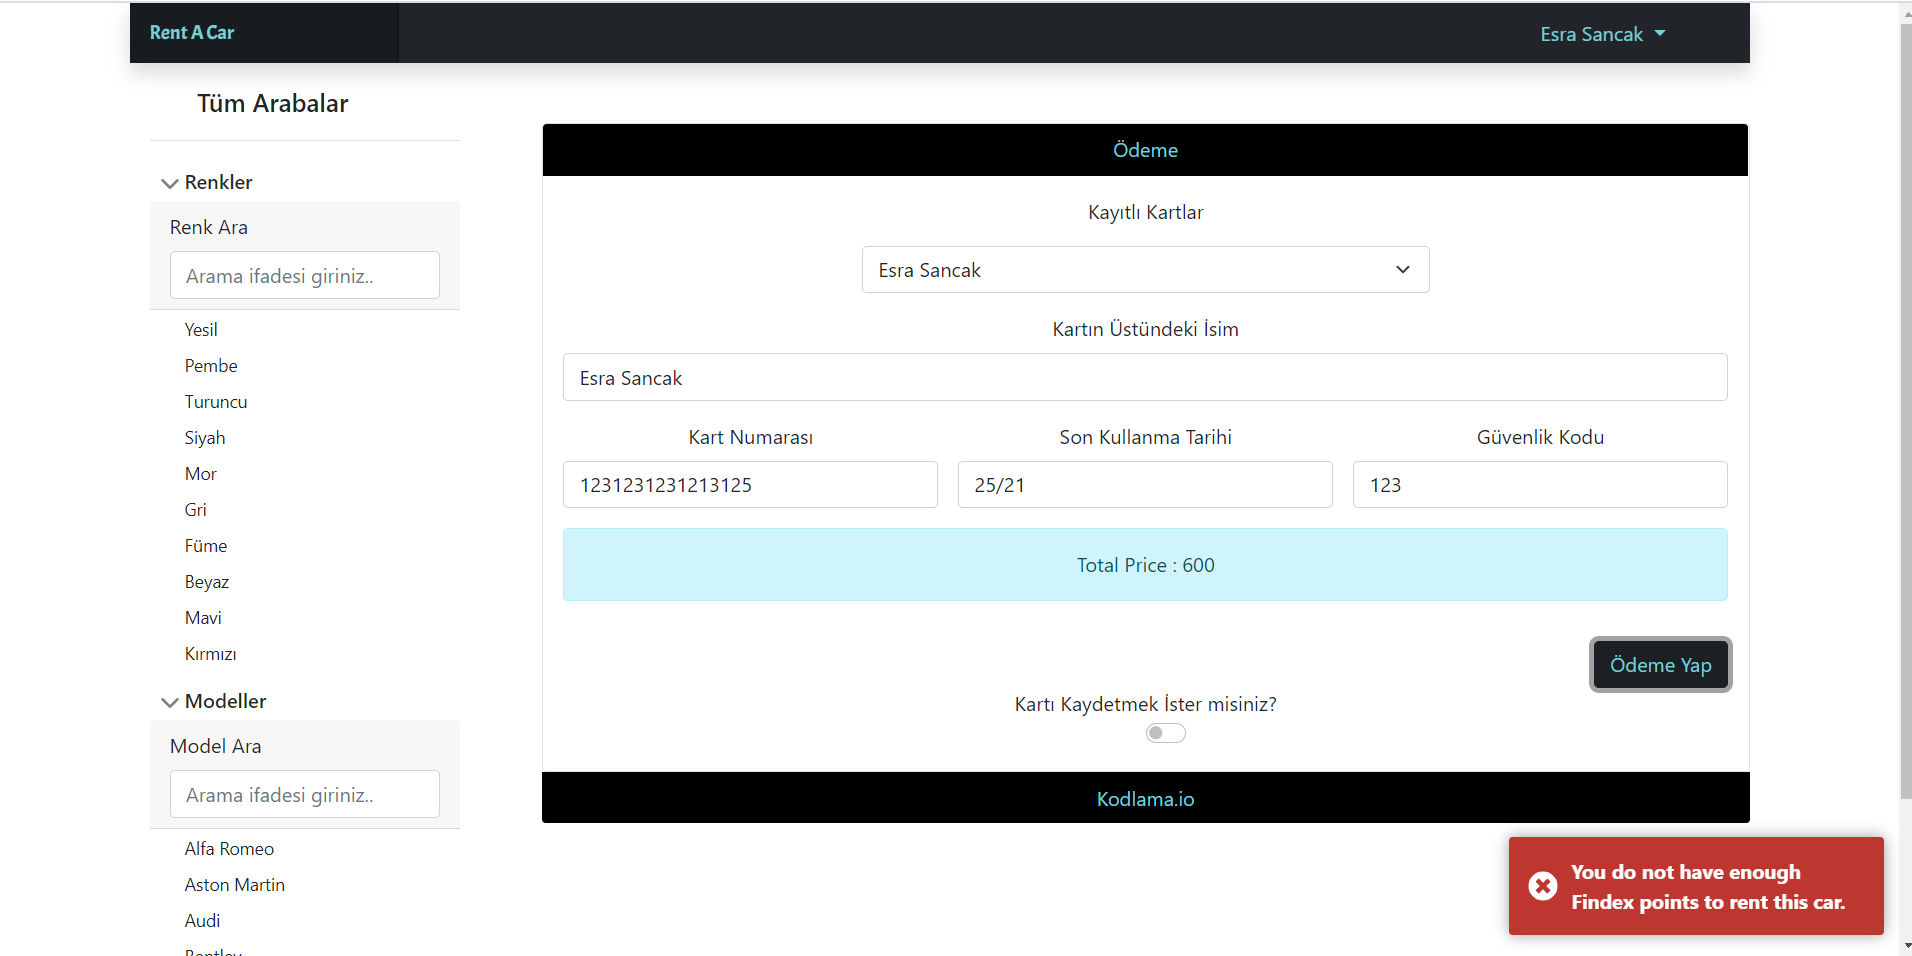 Rent A Car
Esra Sancak
Tüm Arabalar
Renkler
Renk Ara
Arama ifadesi giriniz..
Yesil
Pembe
Turuncu
Siyah
Mor
Gri
Füme
Beyaz
Mavi
Kırmızı
Modeller
Model Ara
Arama ifadesi giriniz..
Alfa Romeo
Aston Martin
Audi
Bentley
Ödeme
Kayıtlı Kartlar
Esra Sancak
Kartın Üstündeki İsim
Esra Sancak
Kart Numarası
Son Kullanma Tarihi
Güvenlik Kodu
1231231231213125
25/21
123
Total Price : 600
Ödeme Yap
Kartı Kaydetmek İster misiniz?
Kodlama.io
You do not have enough
Findex points to rent this car.